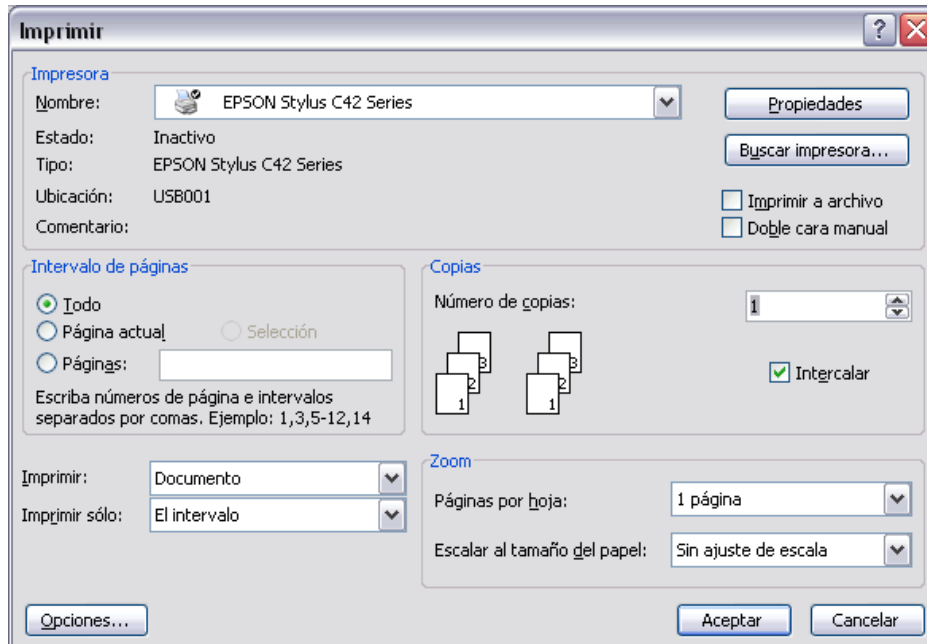 Imprimir
Impresora
Nombre: EPSON Stylus C42 Series Propiedades
Estado: Inactivo
Buscar impresora...
Tipo: EPSON Stylus C42 Series
Ubicación: USB001
Imprimir a archivo
Comentario:
Doble cara manual
Intervalo de páginas
Todo
Página actual Selección
Páginas:
Escriba números de página e intervalos
separados por comas. Ejemplo: 1,3,5-12,14
Copias
Número de copias: 1
3 3
2 2
1 1
Intercalar
Imprimir: Documento
Imprimir sólo: El intervalo
Zoom
Páginas por hoja: 1 página
Escalar al tamaño del papel: Sin ajuste de escala
Opciones... Aceptar Cancelar